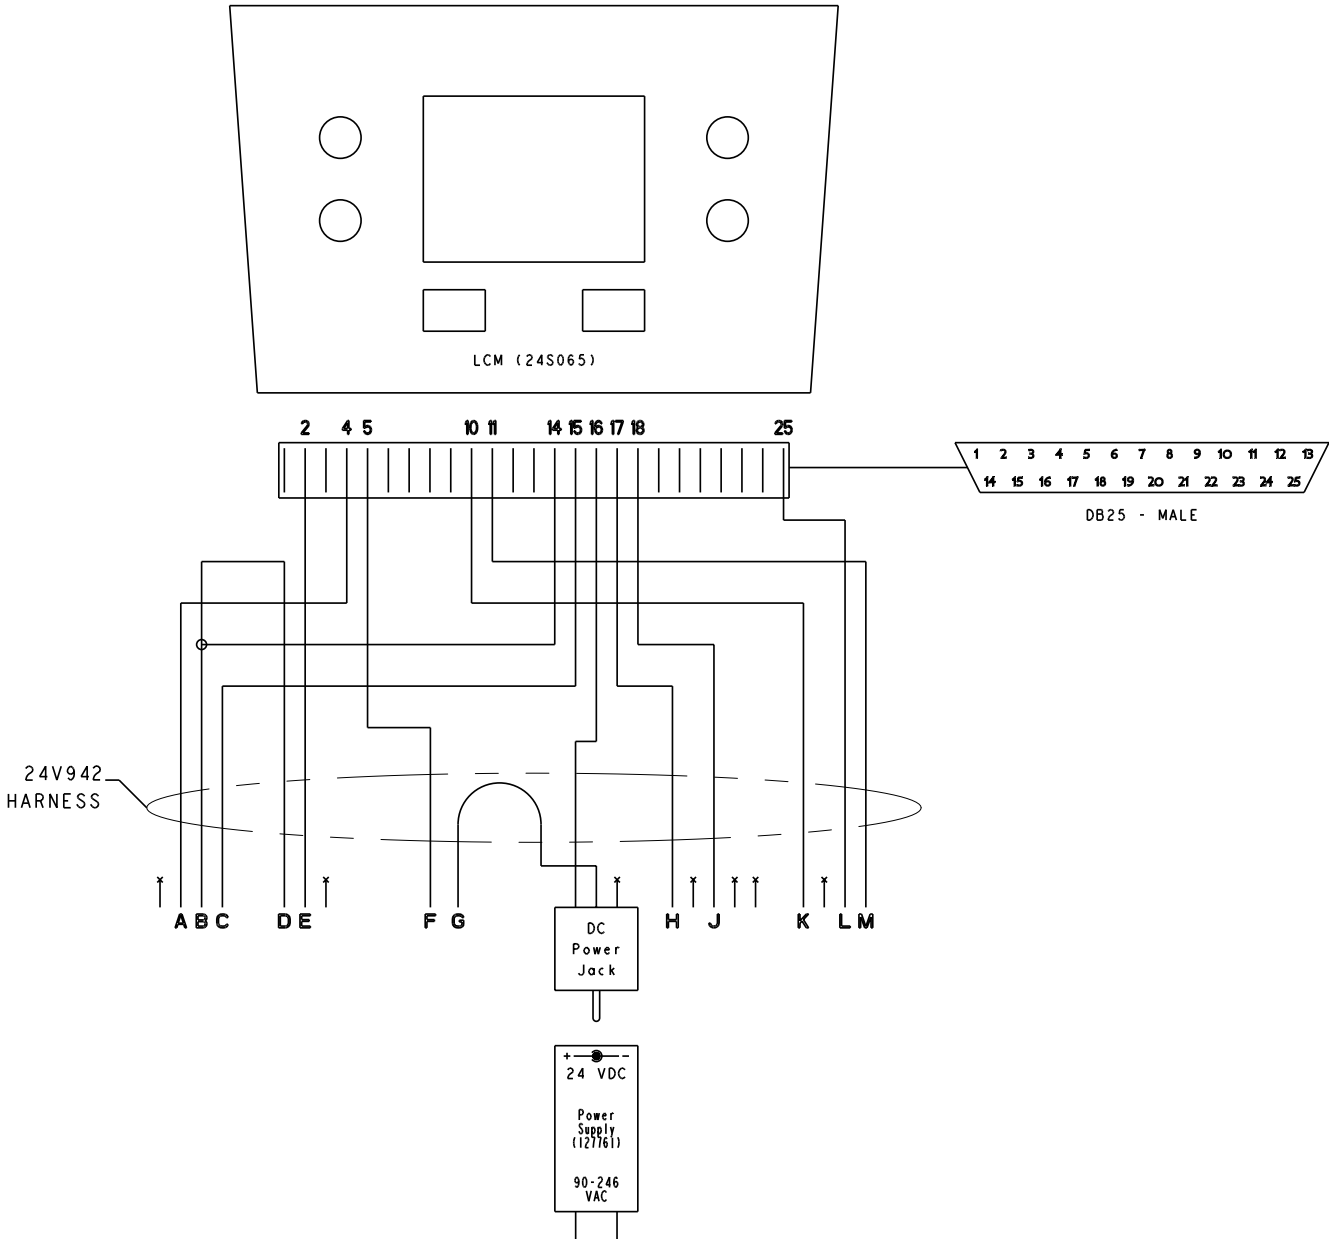 LCM (24S065)
2 4 5 10 11 14 15 16 17 18 25
1 2 3 4 5 6 7 8 9 10 11 12 13
14 15 16 17 18 19 20 21 22 23 24 25
DB25 - MALE
24V942
HARNESS
A B C D E F G H J K L M
DC
Power
Jack
+ -
24 VDC
Power
Supply
(127761)
90-246
VAC